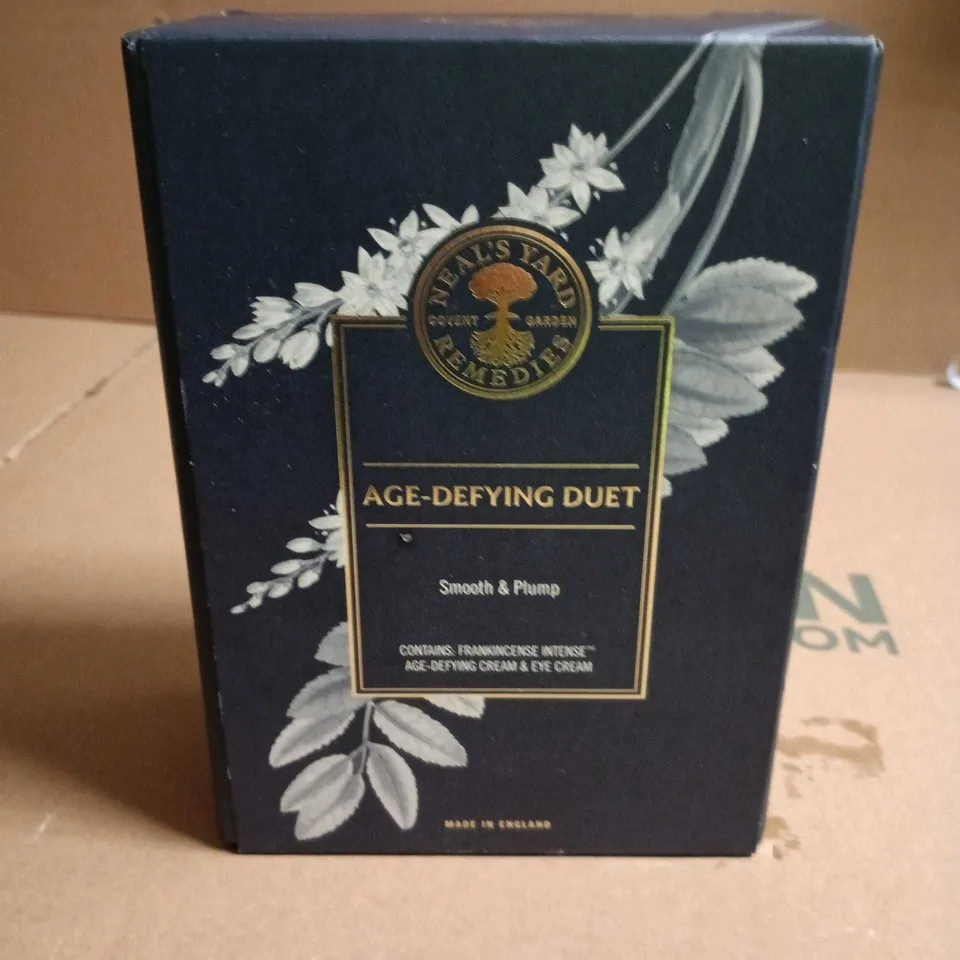 NEAL'S YARD
COVENT GARDEN
REMEDIES
AGE-DEFYING DUET
Smooth & Plump
CONTAINS: FRANKINCENSE INTENSE™
AGE-DEFYING CREAM & EYE CREAM
MADE IN ENGLAND
N
OM